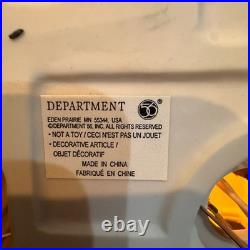 DEPARTMENT 56
EDEN PRAIRIE MN 55344, USA
©DEPARTMENT 56, INC. ALL RIGHTS RESERVED
• NOT A TOY / CECI N'EST PAS UN JOUET
• DECORATIVE ARTICLE /
OBJET DÉCORATIF
MADE IN CHINA
FABRIQUÉ EN CHINE